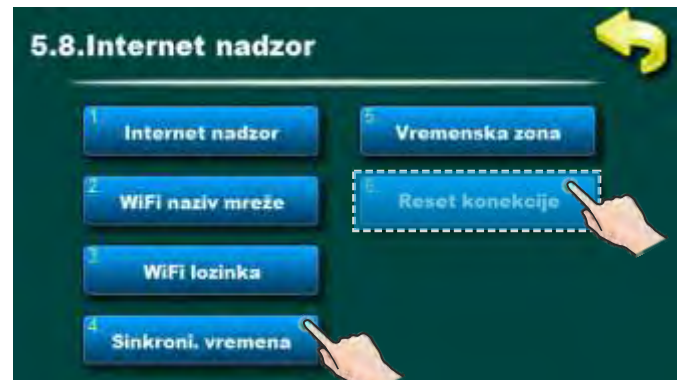 5.8.Internet nadzor
1 Internet nadzor
2 WiFi naziv mreže
3 WiFi lozinka
4 Sinkroni. vremena
5 Vremenska zona
6. Reset konekcije